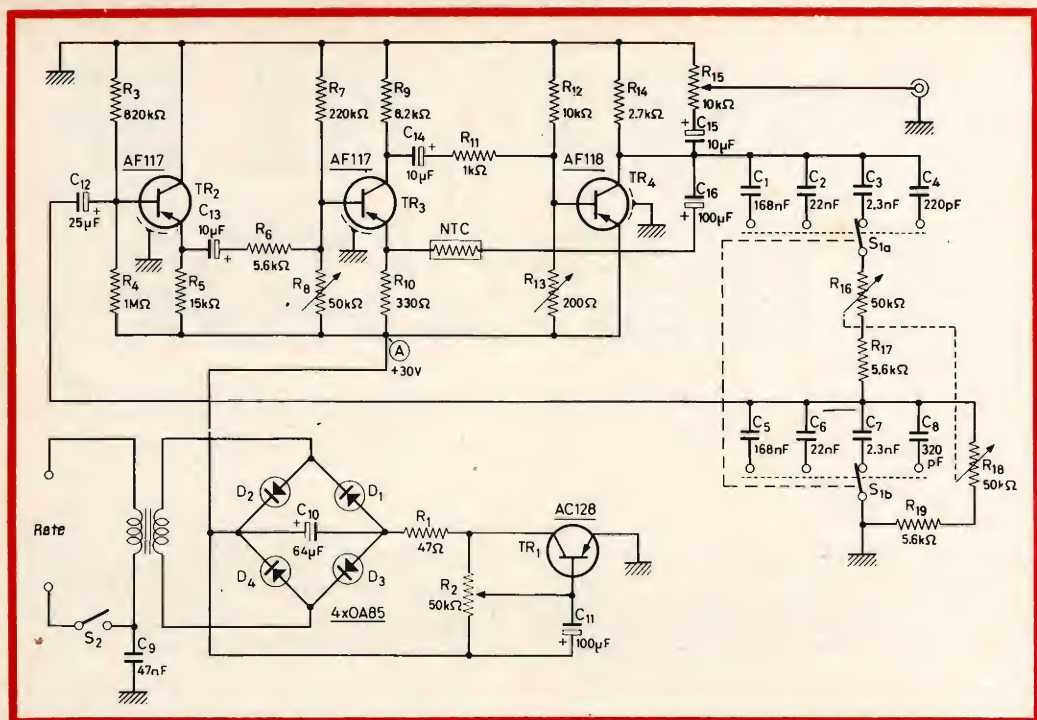 R3
820kΩ
R7
220kΩ
R9
8.2kΩ
R12
10kΩ
R14
2.7kΩ
R15
10kΩ
C14
+
10µF
R11
1kΩ
+
C15
10µF
AF117
AF117
AF118
C12
+
25µF
TR2
TR3
TR4
C16
+
100µF
C1
168nF
C2
22nF
C3
2.3nF
C4
220pF
C13
10µF
+
R6
5.6kΩ
NTC
S1a
R4
1MΩ
R5
15kΩ
R8
50kΩ
R10
330Ω
R13
200Ω
R16
50kΩ
R17
5.6kΩ
A
+30V
C5
168nF
C6
22nF
C7
2.3nF
C8
320
pF
R18
50kΩ
S1b
R19
5.6kΩ
Rete
S2
C9
47nF
D2
D1
C10
+
64µF
D4
D3
4xOA85
R1
47Ω
R2
50kΩ
AC128
TR1
C11
+
100µF